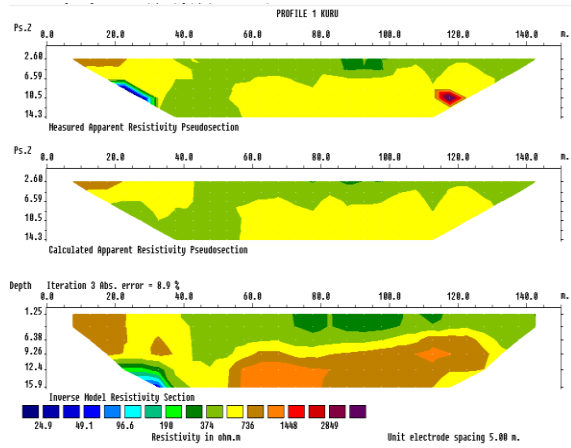 PROFILE 1 KURU
Ps.Z 0.0 20.0 40.0 60.0 80.0 100.0 120.0 140.0 m.
2.60
6.59
10.5
14.3
Measured Apparent Resistivity Pseudosection
Ps.Z 0.0 20.0 40.0 60.0 80.0 100.0 120.0 140.0 m.
2.60
6.59
10.5
14.3
Calculated Apparent Resistivity Pseudosection
Depth Iteration 3 Abs. error = 8.9 %
0.0 20.0 40.0 60.0 80.0 100.0 120.0 140.0 m.
1.25
6.38
9.26
12.4
15.9
Inverse Model Resistivity Section
24.9 49.1 96.6 190 374 736 1448 2849
Resistivity in ohm.m Unit electrode spacing 5.00 m.